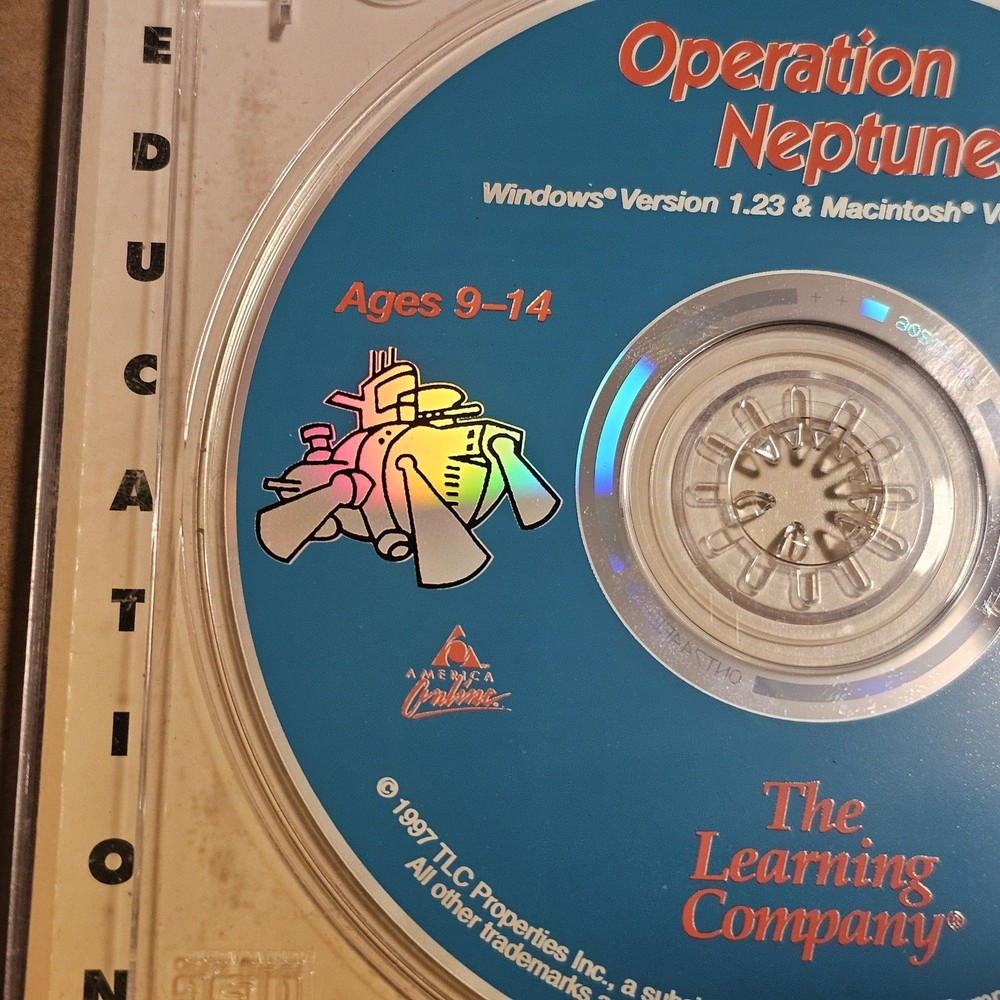 EDUCATION
Operation
Neptune
Windows® Version 1.23 & Macintosh®
Ages 9–14
AMERICA
Online
The
Learning
Company®
© 1997 TLC Properties Inc., a
All other trademarks